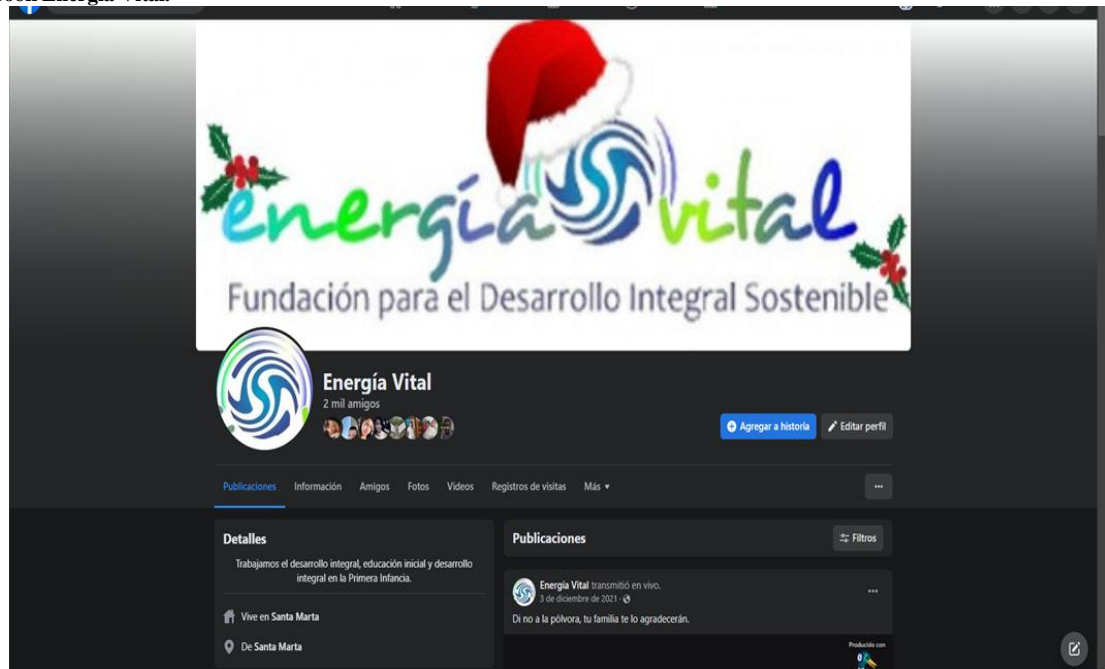 energía vital
Fundación para el Desarrollo Integral Sostenible
Energía Vital
2 mil amigos
Agregar a historia
Editar perfil
Publicaciones Información Amigos Fotos Videos Registros de visitas Más
Detalles
Trabajamos el desarrollo integral, educación inicial y desarrollo
integral en la Primera Infancia.
Vive en Santa Marta
De Santa Marta
Publicaciones
Filtros
Energía Vital transmitió en vivo.
3 de diciembre de 2021
Di no a la pólvora, tu familia te lo agradecerán.
Producido con